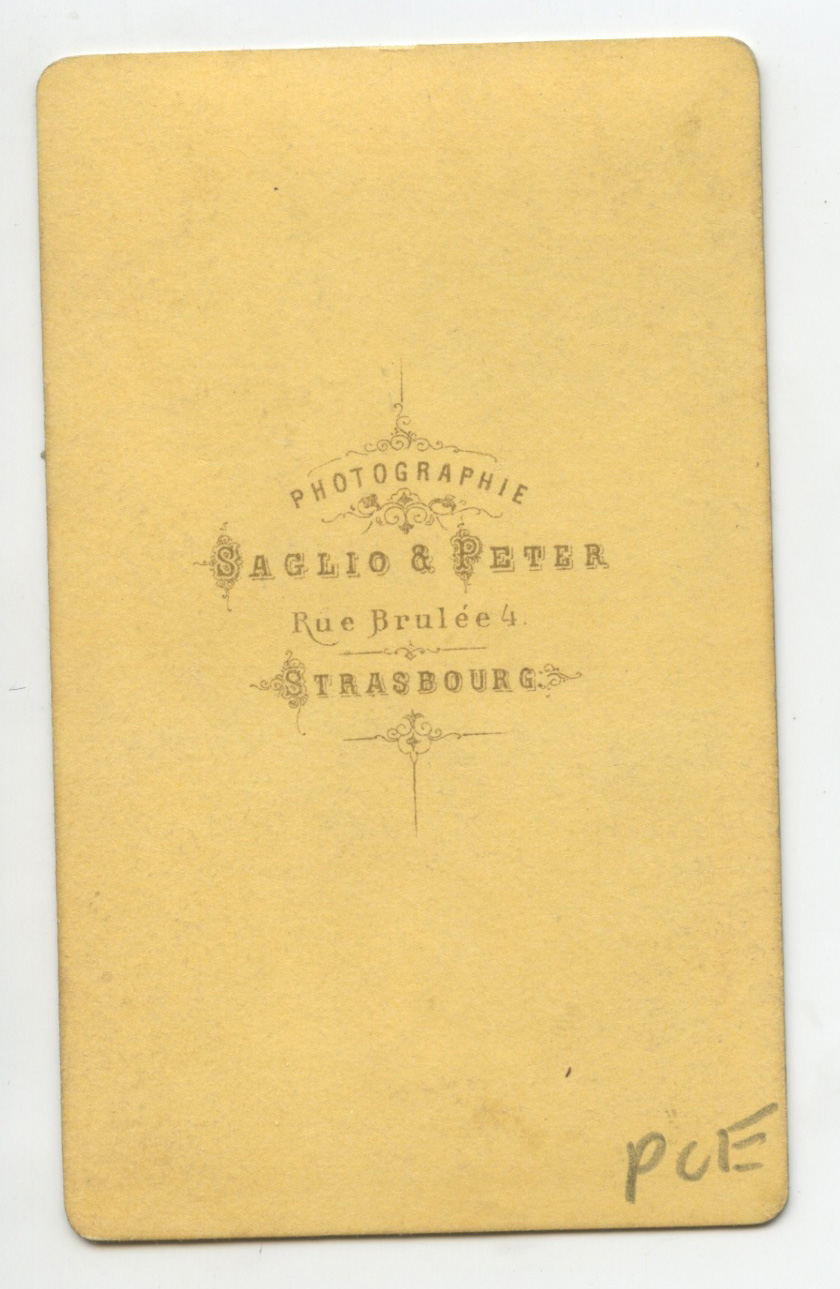 PHOTOGRAPHIE
SAGLIO & PETER
Rue Brulée 4.
STRASBOURG.
PCE